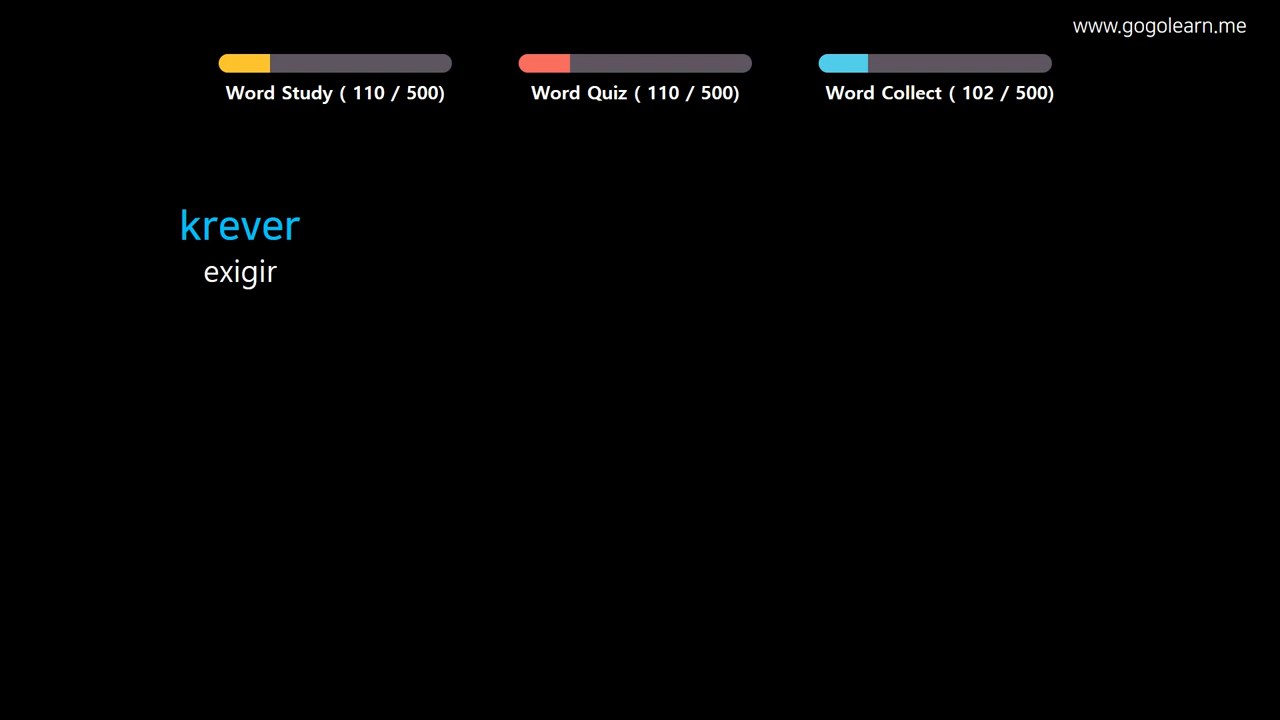 www.gogolearn.me
Word Study ( 110 / 500)
Word Quiz ( 110 / 500)
Word Collect ( 102 / 500)
krever
exigir